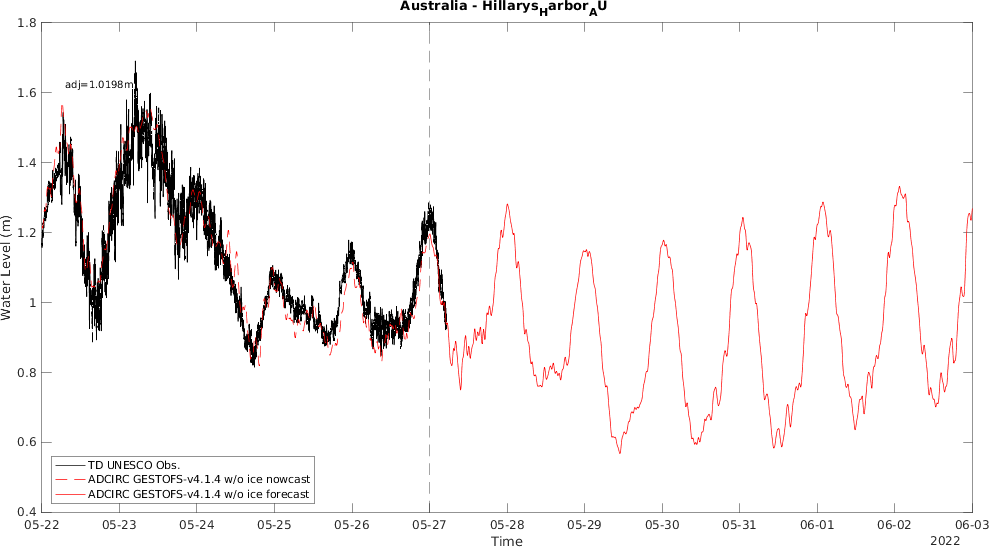 Australia - HillarysHarborAU
1.8
1.6
1.4
1.2
1
0.8
0.6
0.4
Water Level (m)
adj=1.0198m
TD UNESCO Obs.
ADCIRC GESTOFS-v4.1.4 w/o ice nowcast
ADCIRC GESTOFS-v4.1.4 w/o ice forecast
05-22 05-23 05-24 05-25 05-26 05-27 05-28 05-29 05-30 05-31 06-01 06-02 06-03
Time
2022